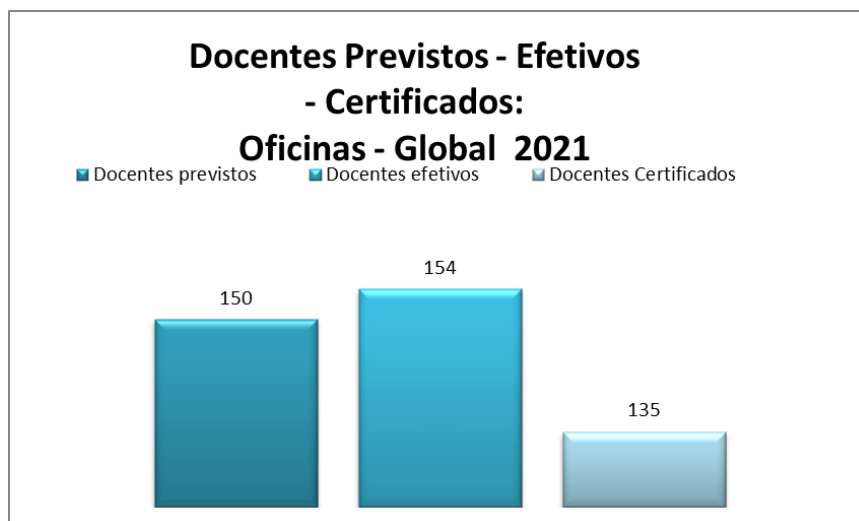 Docentes Previstos - Efetivos
- Certificados:
Oficinas - Global 2021
Docentes previstos Docentes efetivos Docentes Certificados
154
150
135